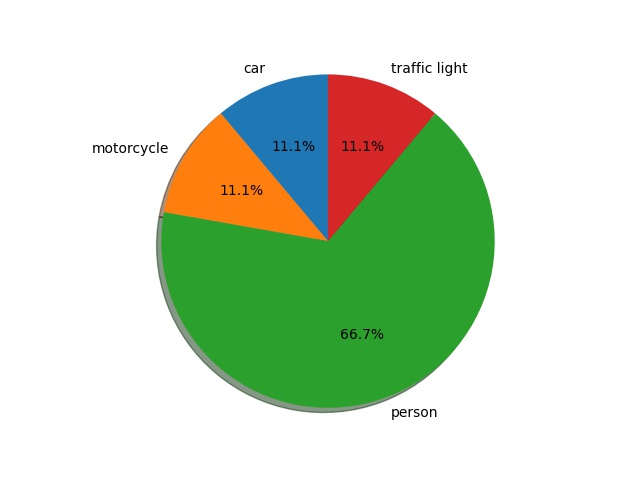 car
traffic light
motorcycle
11.1%
11.1%
11.1%
66.7%
person